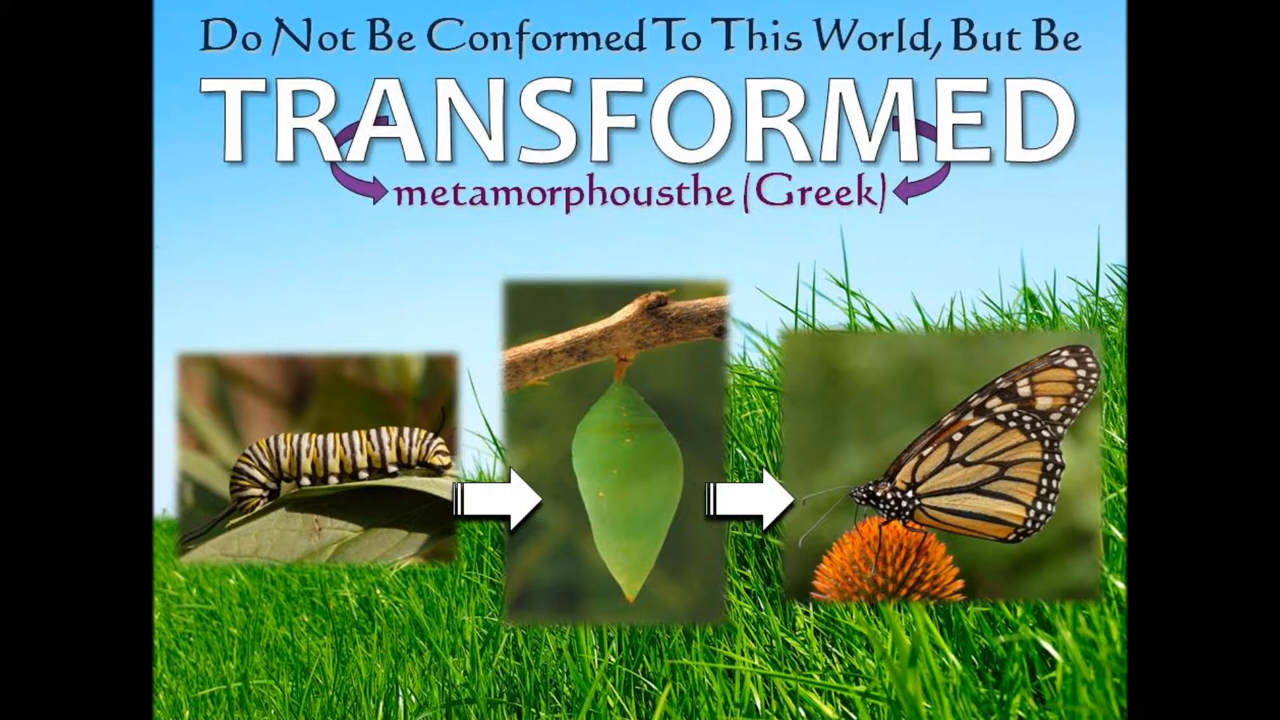 Do Not Be Conformed To This World, But Be
TRANSFORMED
metamorphousthe (Greek)